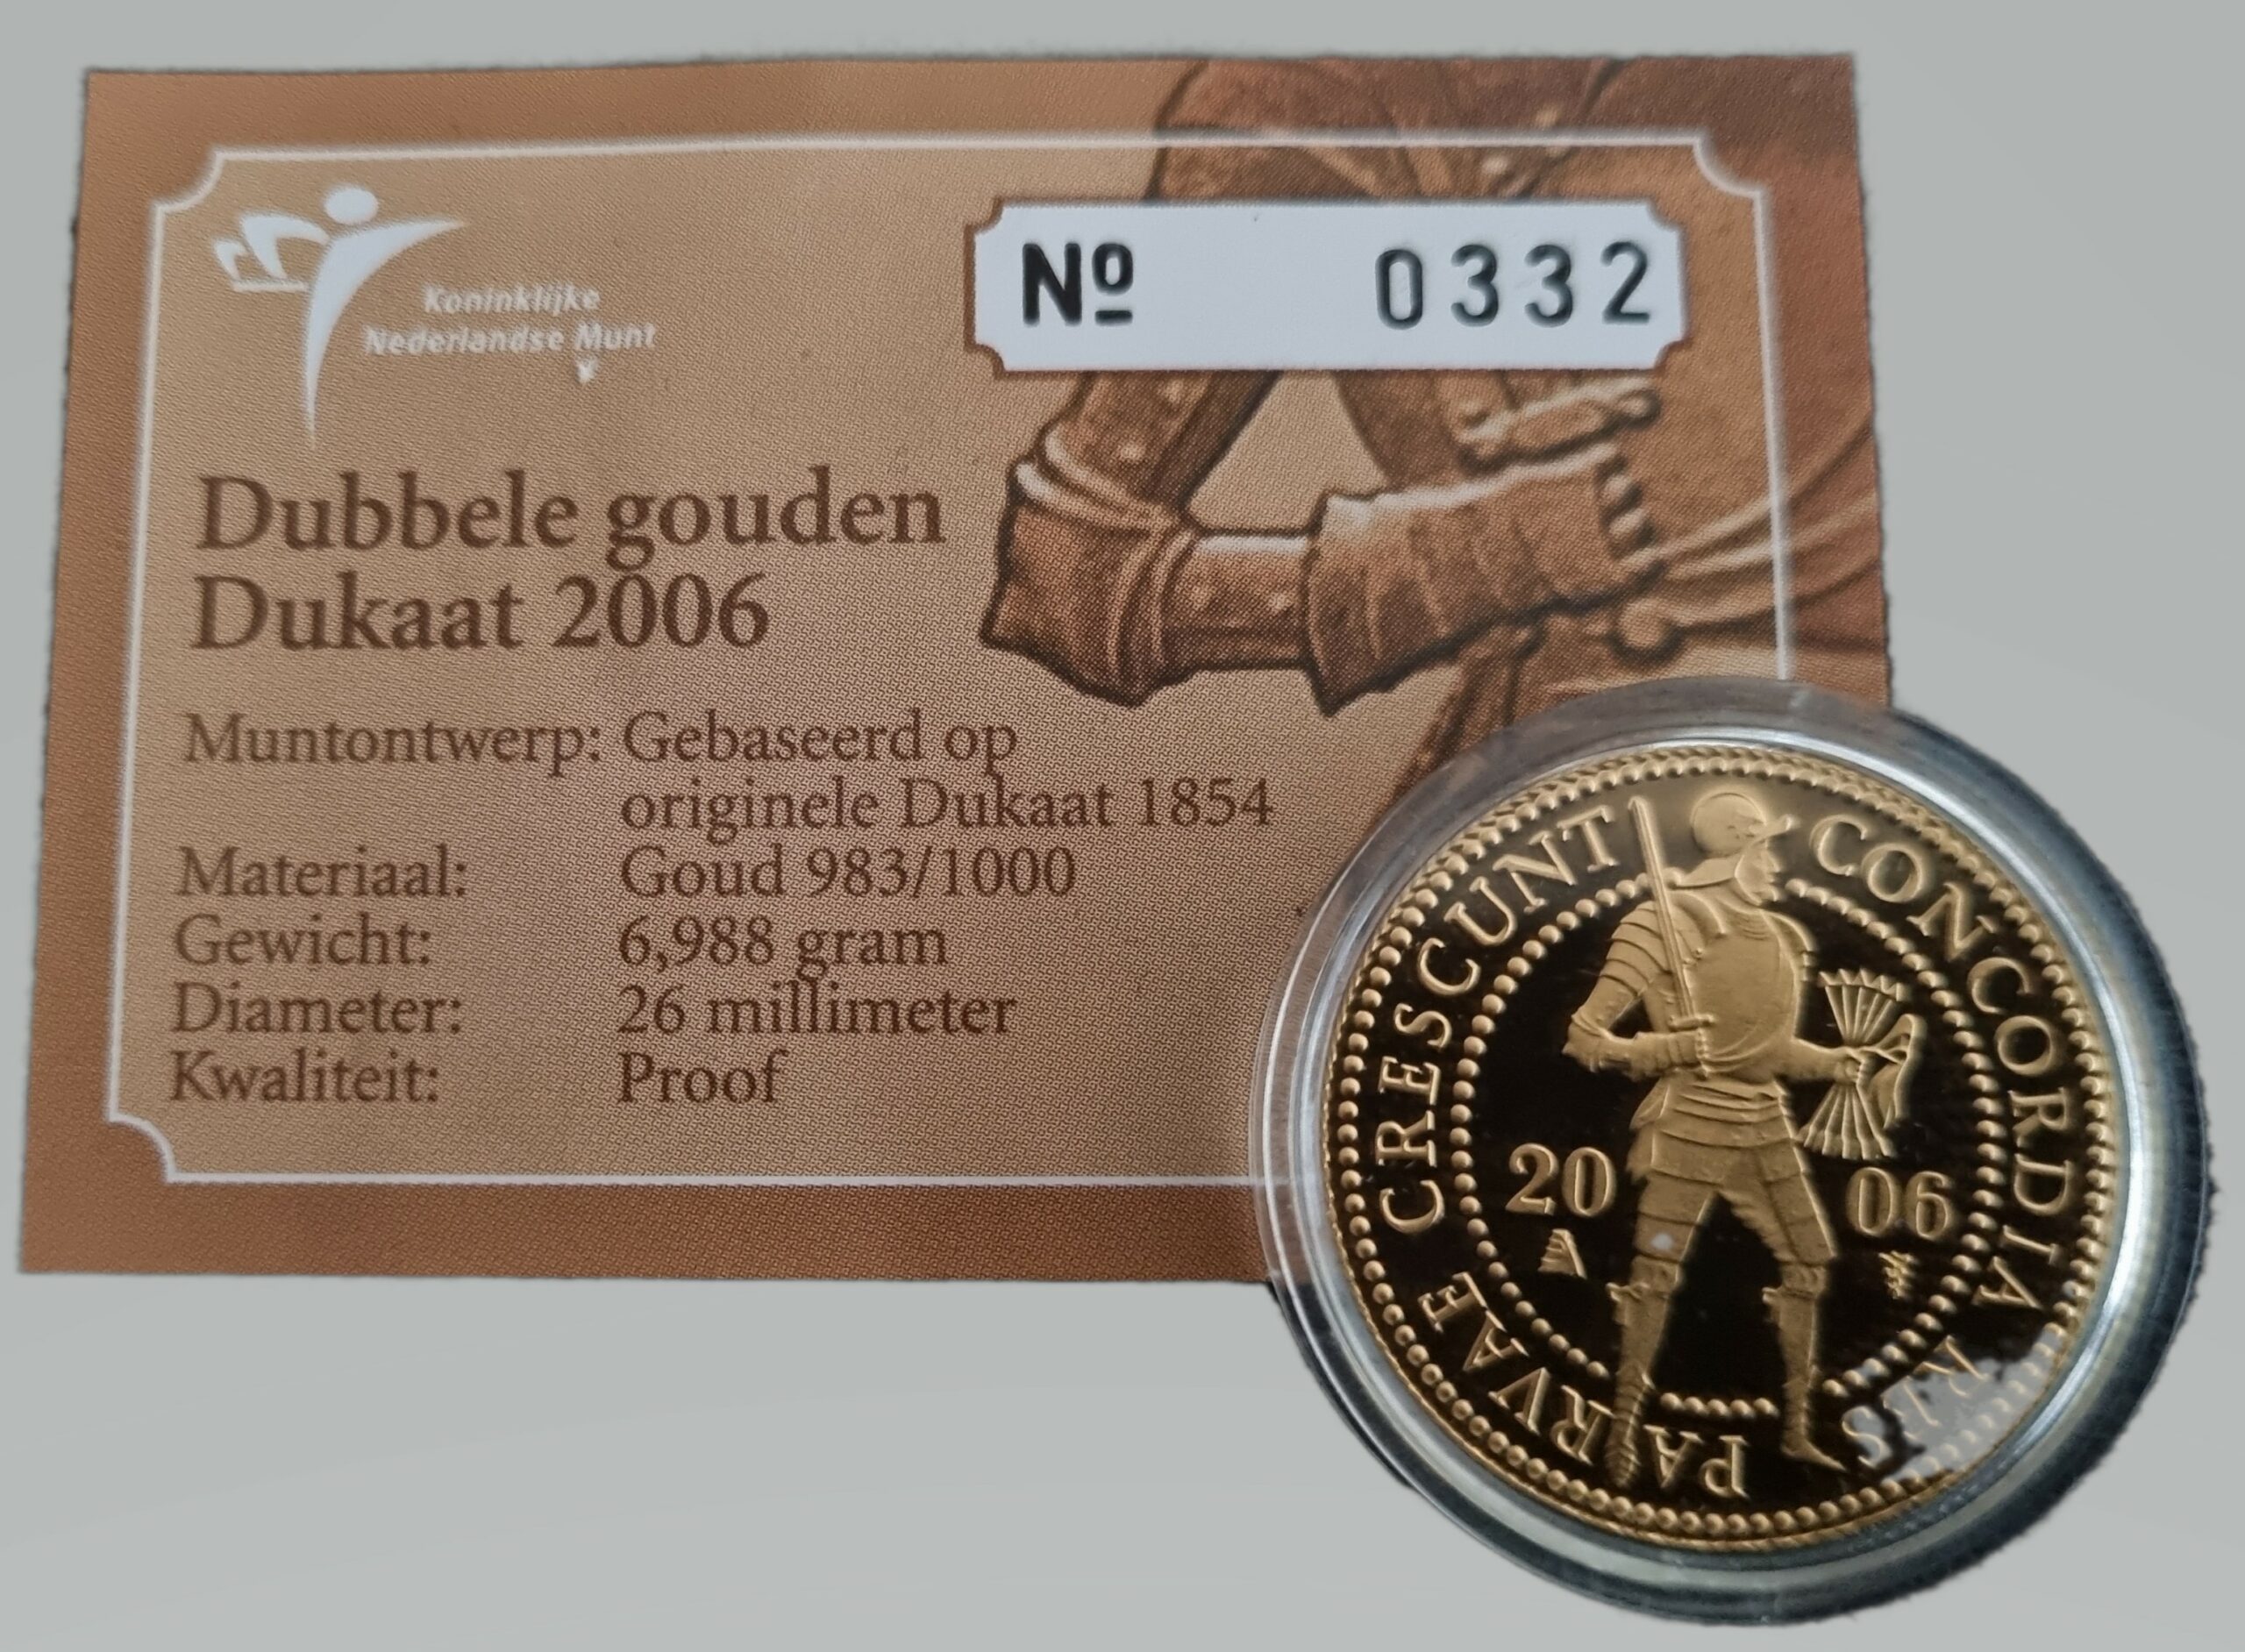 Koninklijke
Nederlandse Munt
Nº 0332
Dubbele gouden
Dukaat 2006
Muntontwerp: Gebaseerd op
originele Dukaat 1854
Materiaal: Goud 983/1000
Gewicht: 6,988 gram
Diameter: 26 millimeter
Kwaliteit: Proof
CONCORDIA RES PARVAE CRESCUNT
20 06